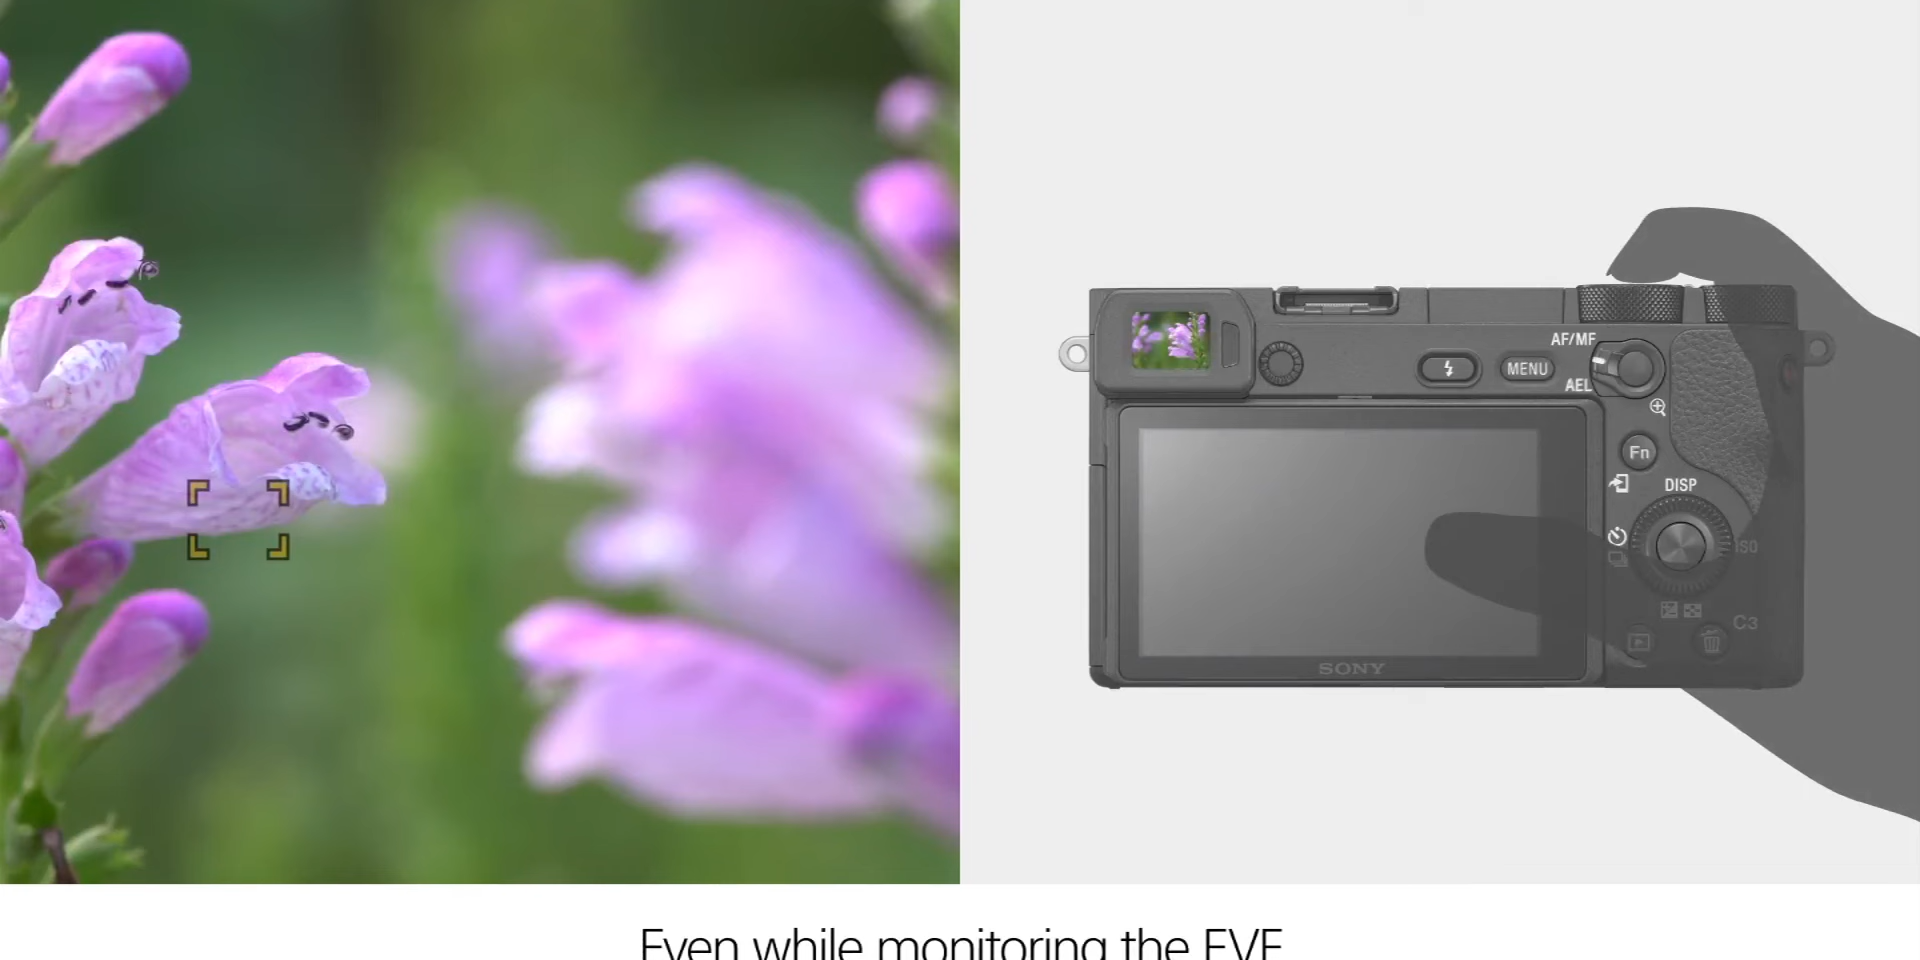 AF/MF
MENU
AEL
Fn
DISP
ISO
C3
SONY
Even while monitoring the EVF